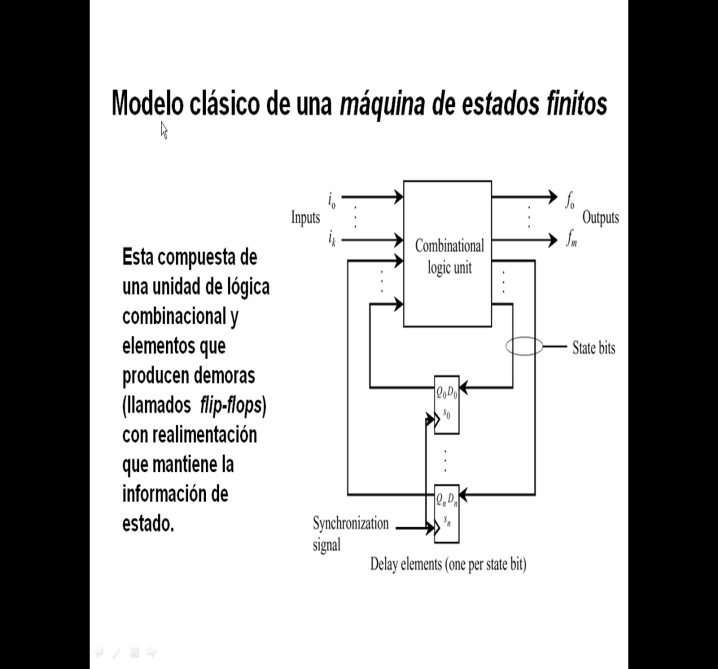 Modelo clásico de una máquina de estados finitos
Esta compuesta de
una unidad de lógica
combinacional y
elementos que
producen demoras
(llamados flip-flops)
con realimentación
que mantiene la
información de
estado.
Inputs
i₀
iₖ
Combinational
logic unit
f₀
fₘ
Outputs
State bits
Q₀ D₀
s₀
Qₙ Dₙ
sₙ
Synchronization
signal
Delay elements (one per state bit)